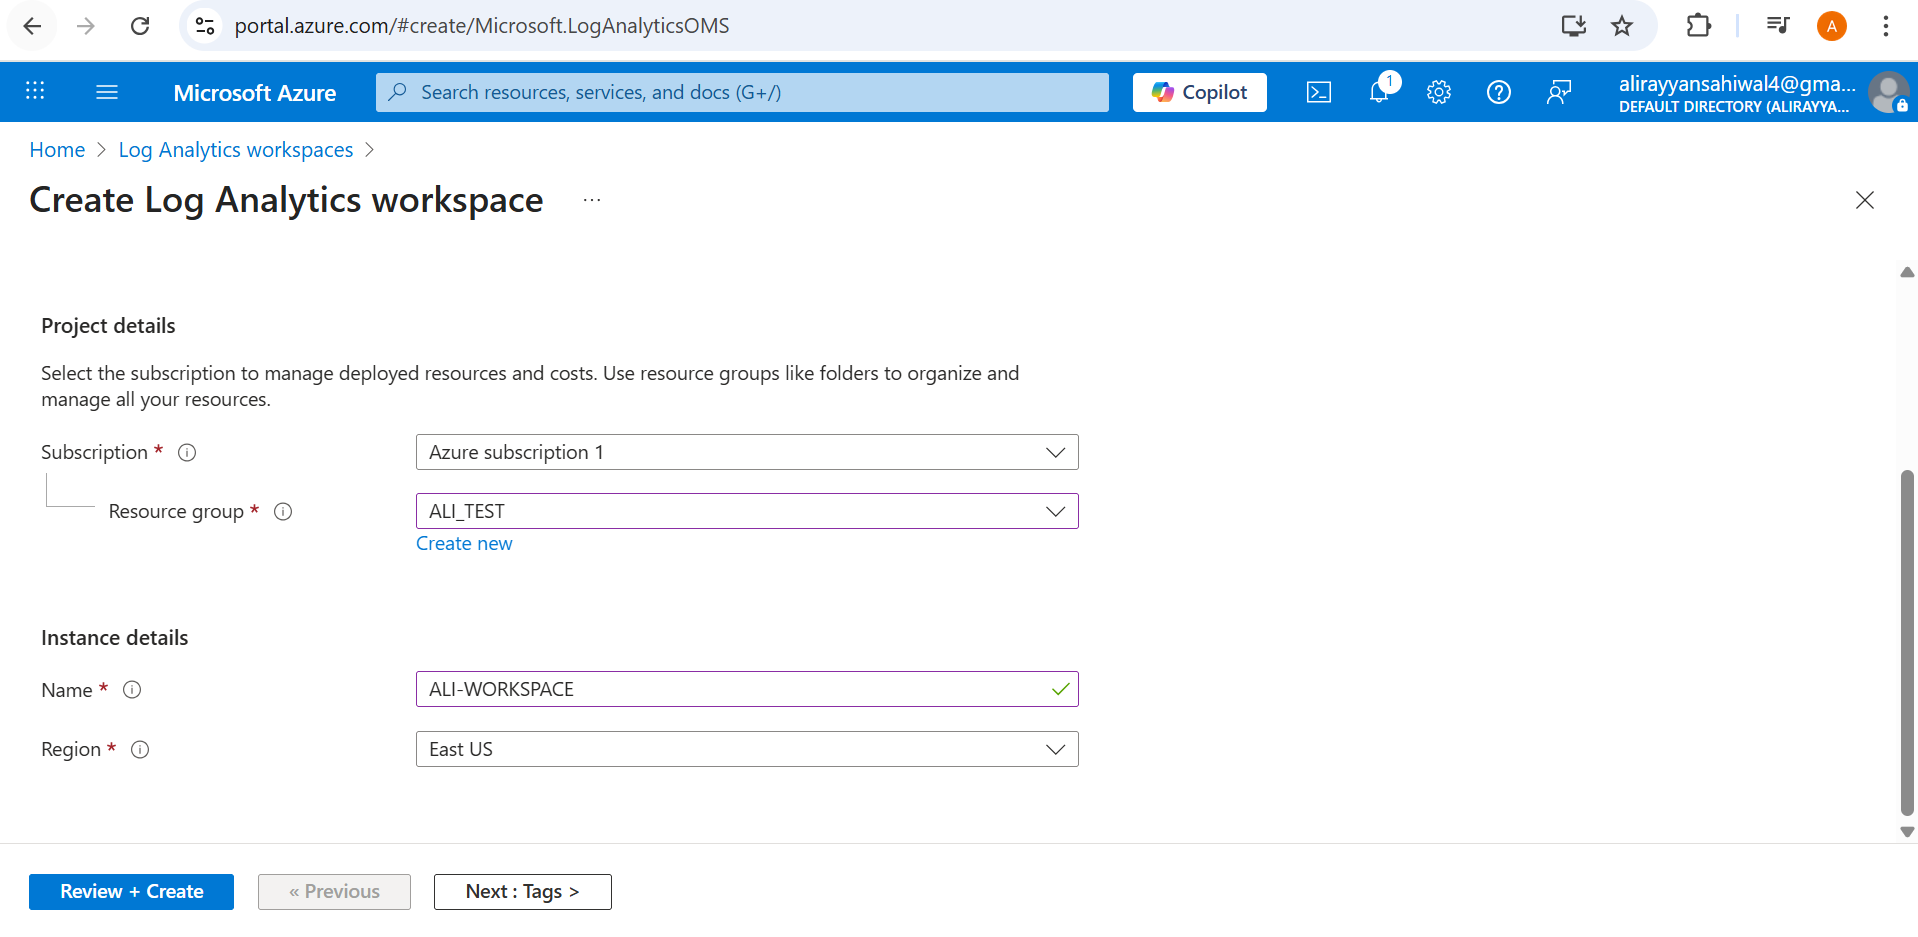 portal.azure.com/#create/Microsoft.LogAnalyticsOMS
A
Microsoft Azure
Search resources, services, and docs (G+/)
Copilot
1
alirayyansahiwal4@gma...
DEFAULT DIRECTORY (ALIRAYYA...
Home > Log Analytics workspaces >
Create Log Analytics workspace ...
Project details
Select the subscription to manage deployed resources and costs. Use resource groups like folders to organize and
manage all your resources.
Subscription *
Azure subscription 1
Resource group *
ALI_TEST
Create new
Instance details
Name *
ALI-WORKSPACE
Region *
East US
Review + Create
« Previous
Next : Tags >